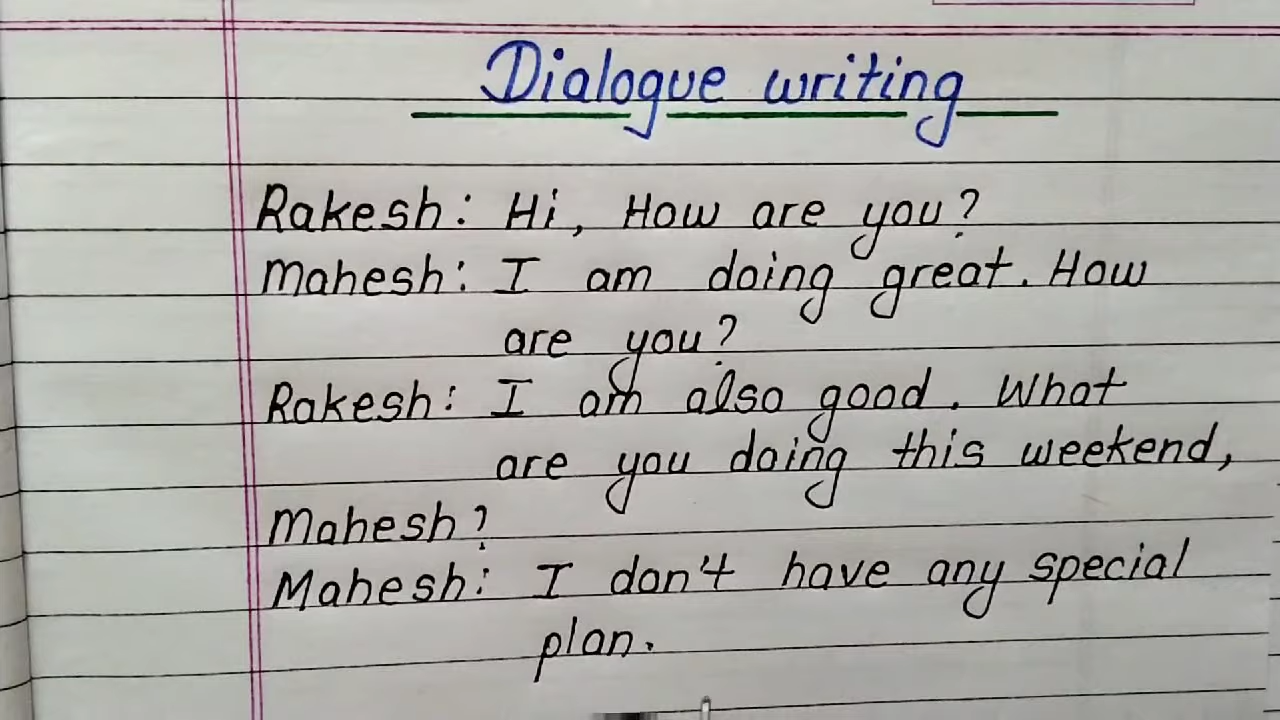 Dialogue writing
Rakesh: Hi, How are you?
Mahesh: I am doing great. How
are you?
Rakesh: I am also good. What
are you doing this weekend,
Mahesh?
Mahesh: I don't have any special
plan.